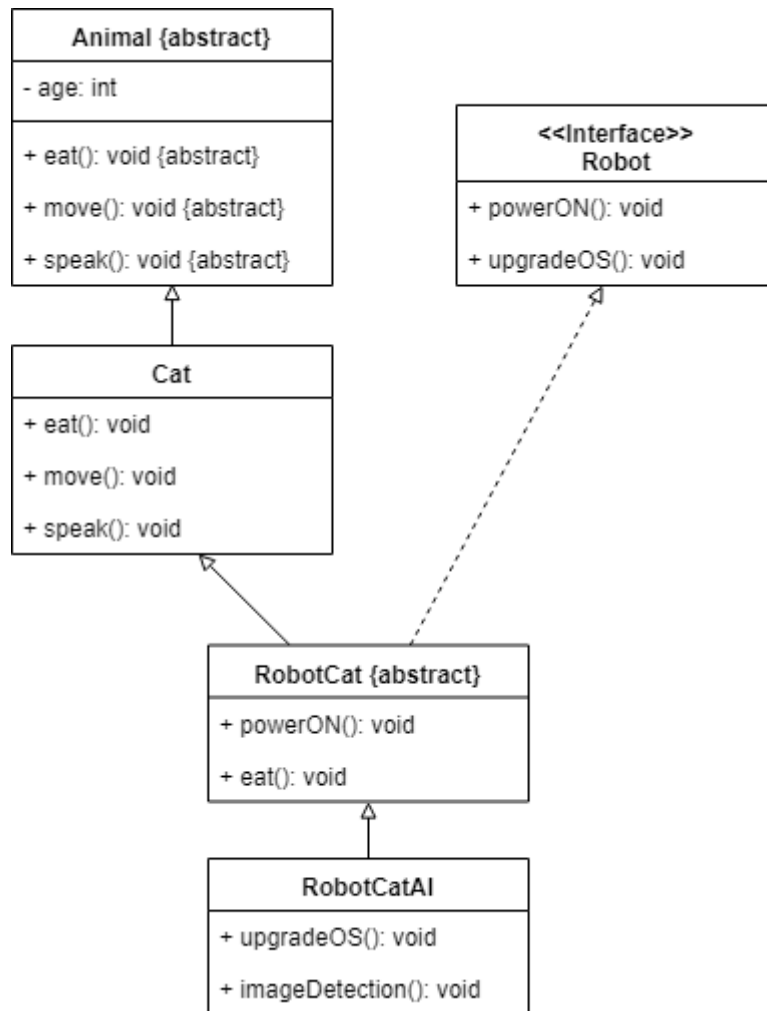 Animal {abstract}
- age: int
+ eat(): void {abstract}
+ move(): void {abstract}
+ speak(): void {abstract}
<<Interface>>
Robot
+ powerON(): void
+ upgradeOS(): void
Cat
+ eat(): void
+ move(): void
+ speak(): void
RobotCat {abstract}
+ powerON(): void
+ eat(): void
RobotCatAI
+ upgradeOS(): void
+ imageDetection(): void